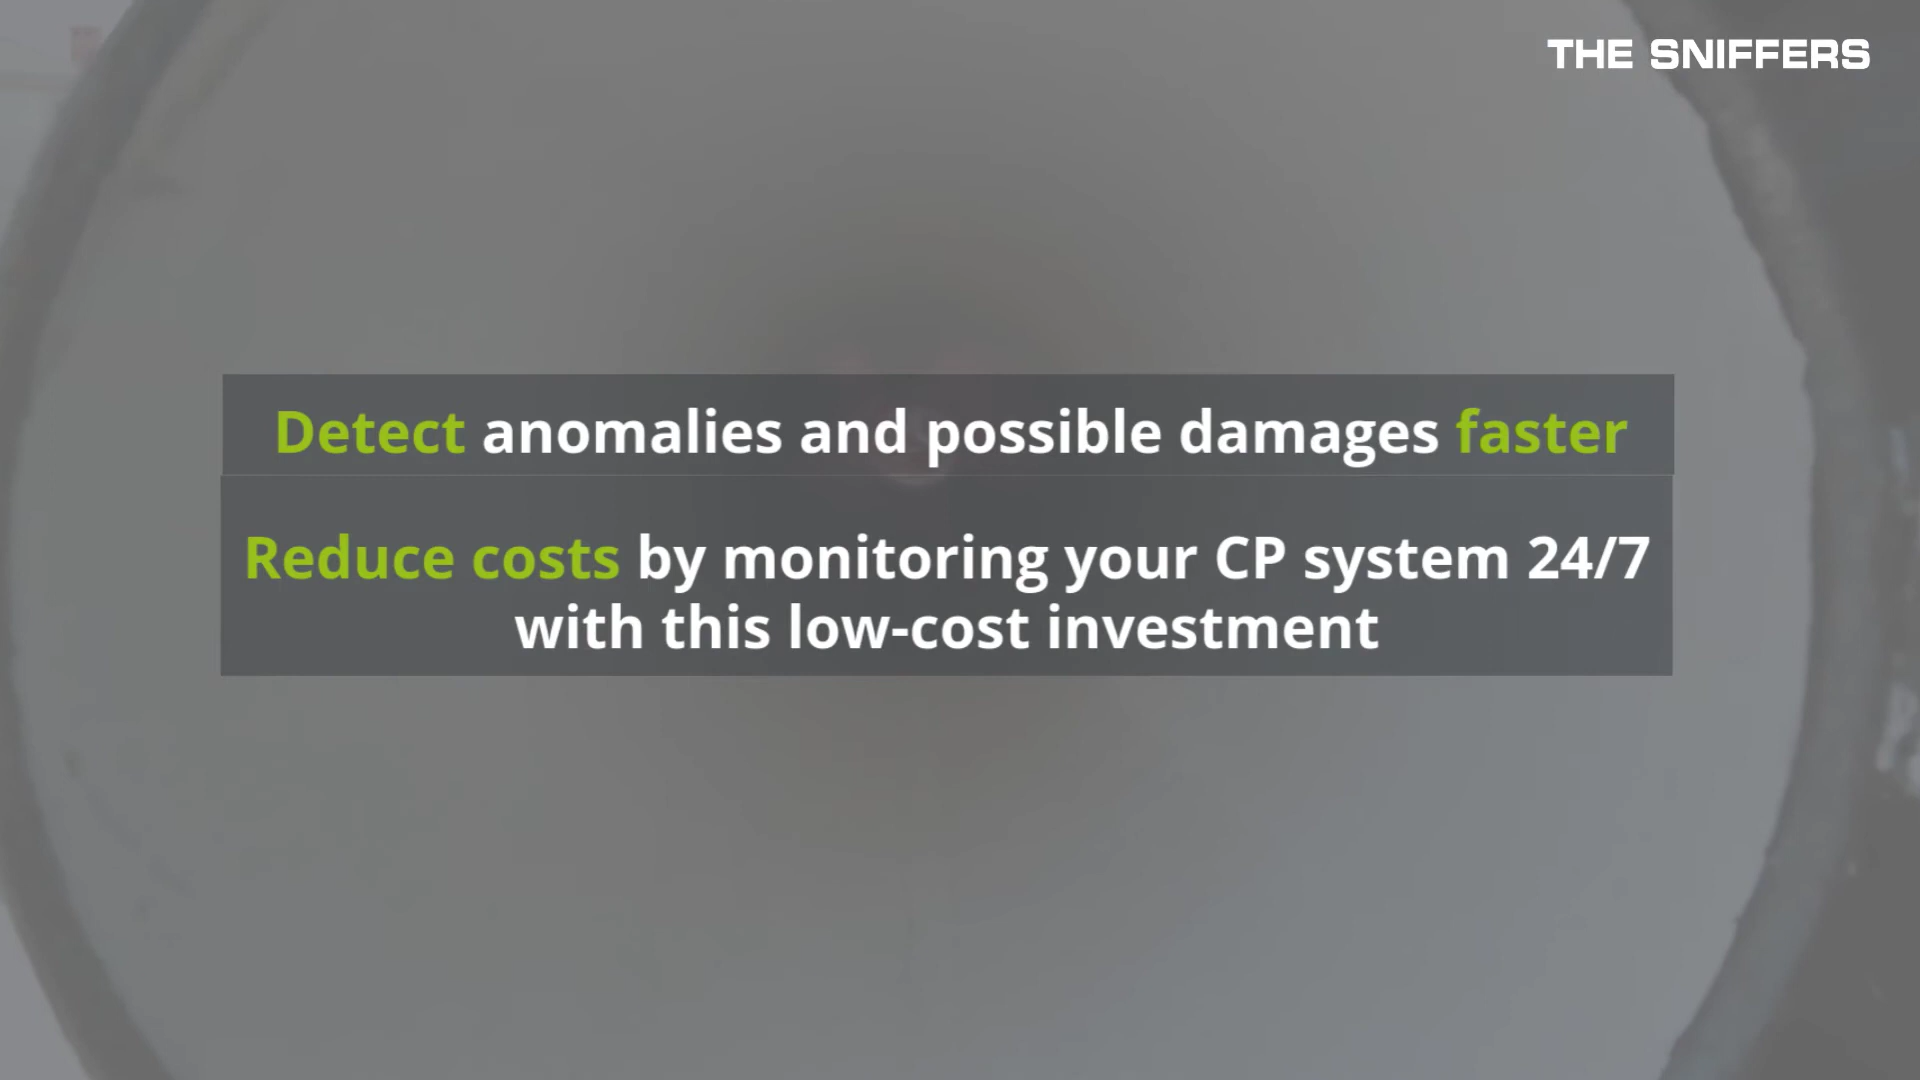 THE SNIFFERS
Detect anomalies and possible damages faster
Reduce costs by monitoring your CP system 24/7
with this low-cost investment